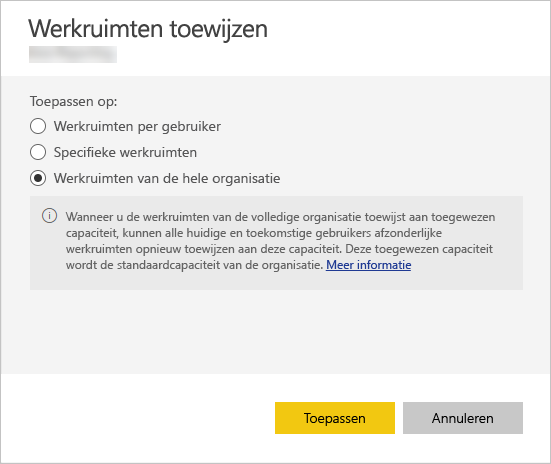 Werkruimten toewijzen
Toepassen op:
Werkruimten per gebruiker
Specifieke werkruimten
Werkruimten van de hele organisatie
Wanneer u de werkruimten van de volledige organisatie toewijst aan toegewezen
capaciteit, kunnen alle huidige en toekomstige gebruikers afzonderlijke
werkruimten opnieuw toewijzen aan deze capaciteit. Deze toegewezen capaciteit
wordt de standaardcapaciteit van de organisatie. Meer informatie
Toepassen
Annuleren